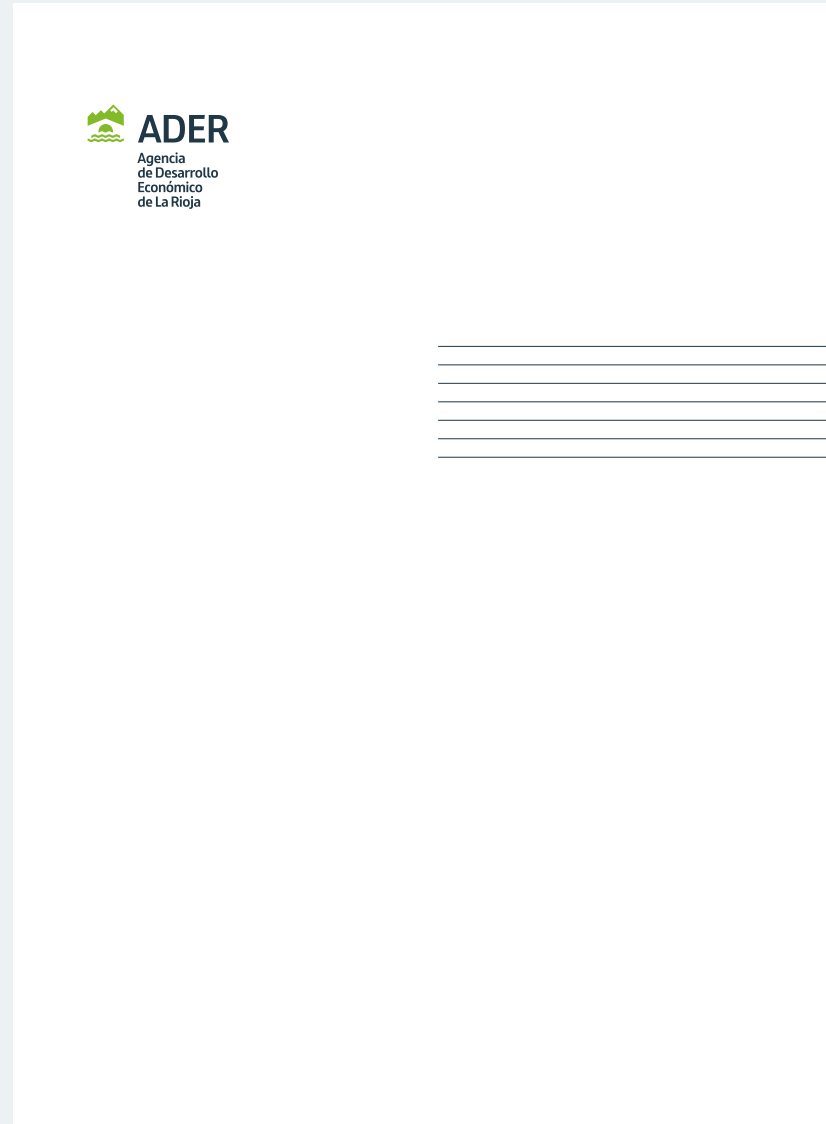 ADER
Agencia
de Desarrollo
Económico
de La Rioja